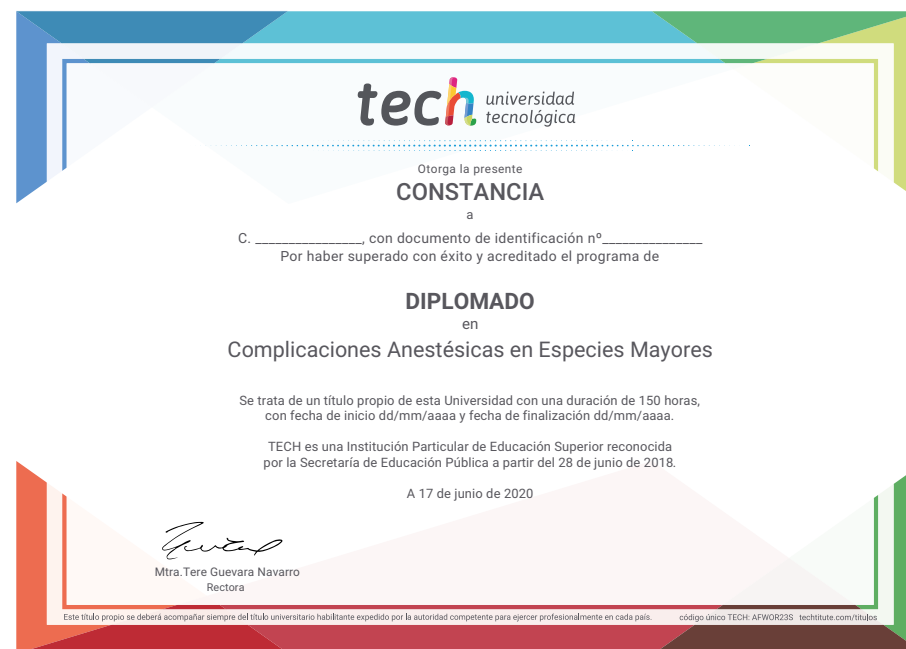 tech universidad
tecnológica
Otorga la presente
CONSTANCIA
a
C. ________________, con documento de identificación nº_______________
Por haber superado con éxito y acreditado el programa de
DIPLOMADO
en
Complicaciones Anestésicas en Especies Mayores
Se trata de un título propio de esta Universidad con una duración de 150 horas,
con fecha de inicio dd/mm/aaaa y fecha de finalización dd/mm/aaaa.
TECH es una Institución Particular de Educación Superior reconocida
por la Secretaría de Educación Pública a partir del 28 de junio de 2018.
A 17 de junio de 2020
Mtra.Tere Guevara Navarro
Rectora
Este título propio se deberá acompañar siempre del título universitario habilitante expedido por la autoridad competente para ejercer profesionalmente en cada país. código único TECH: AFWOR23S techtitute.com/titulos